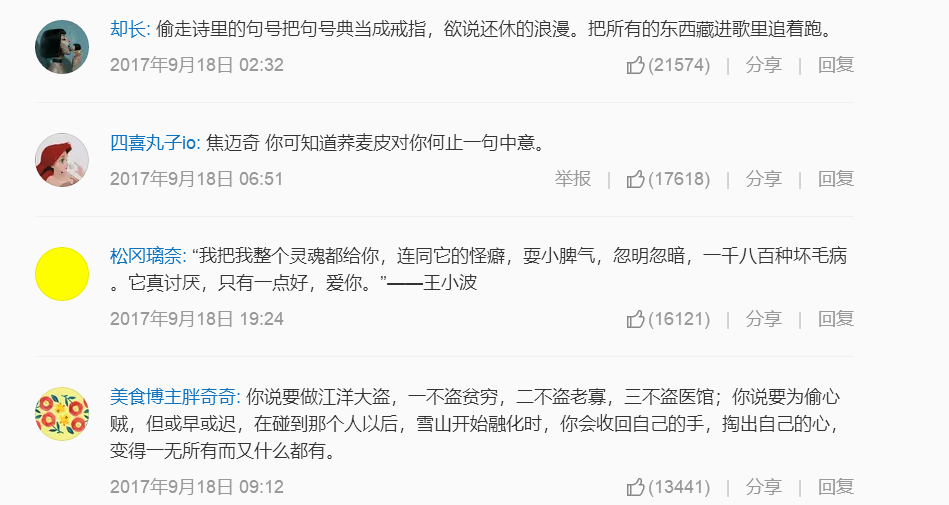 却长: 偷走诗里的句号把句号典当成戒指，欲说还休的浪漫。把所有的东西藏进歌里追着跑。
2017年9月18日 02:32 (21574) | 分享 | 回复
四喜丸子io: 焦迈奇 你可知道荞麦皮对你何止一句中意。
2017年9月18日 06:51 举报 | (17618) | 分享 | 回复
松冈璃奈: “我把我整个灵魂都给你，连同它的怪癖，耍小脾气，忽明忽暗，一千八百种坏毛病
。它真讨厌，只有一点好，爱你。”——王小波
2017年9月18日 19:24 (16121) | 分享 | 回复
美食博主胖奇奇: 你说要做江洋大盗，一不盗贫穷，二不盗老寡，三不盗医馆；你说要为偷心
贼，但或早或迟，在碰到那个人以后，雪山开始融化时，你会收回自己的手，掏出自己的心，
变得一无所有而又什么都有。
2017年9月18日 09:12 (13441) | 分享 | 回复